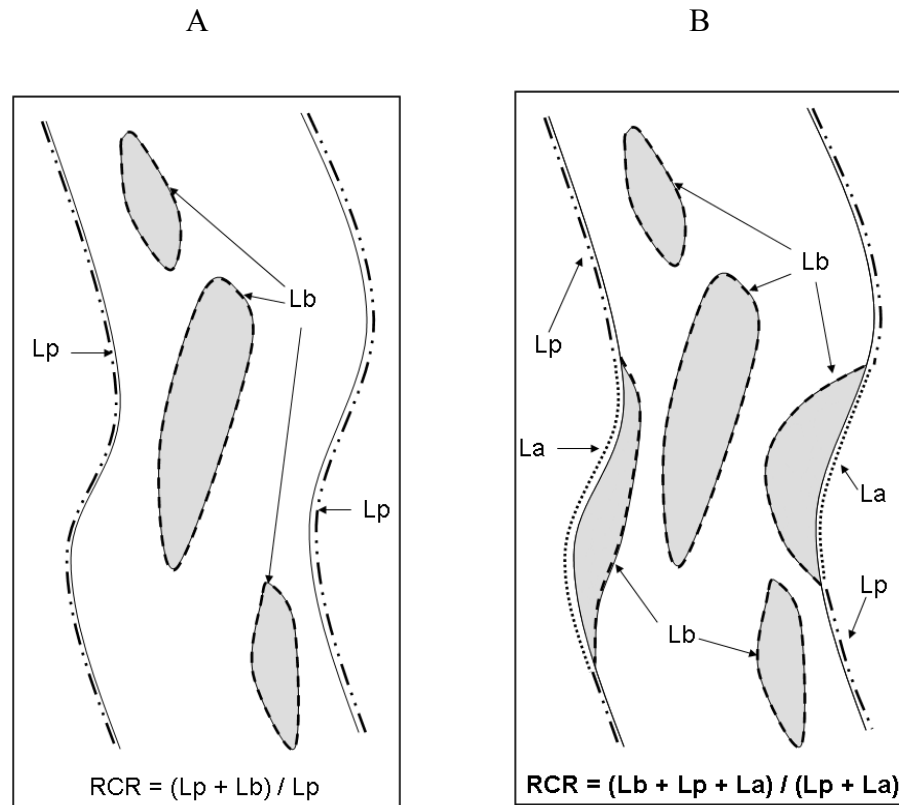 A
B
Lb
Lp
Lp
RCR = (Lp + Lb) / Lp
Lb
Lp
La
La
Lp
Lb
RCR = (Lb + Lp + La) / (Lp + La)